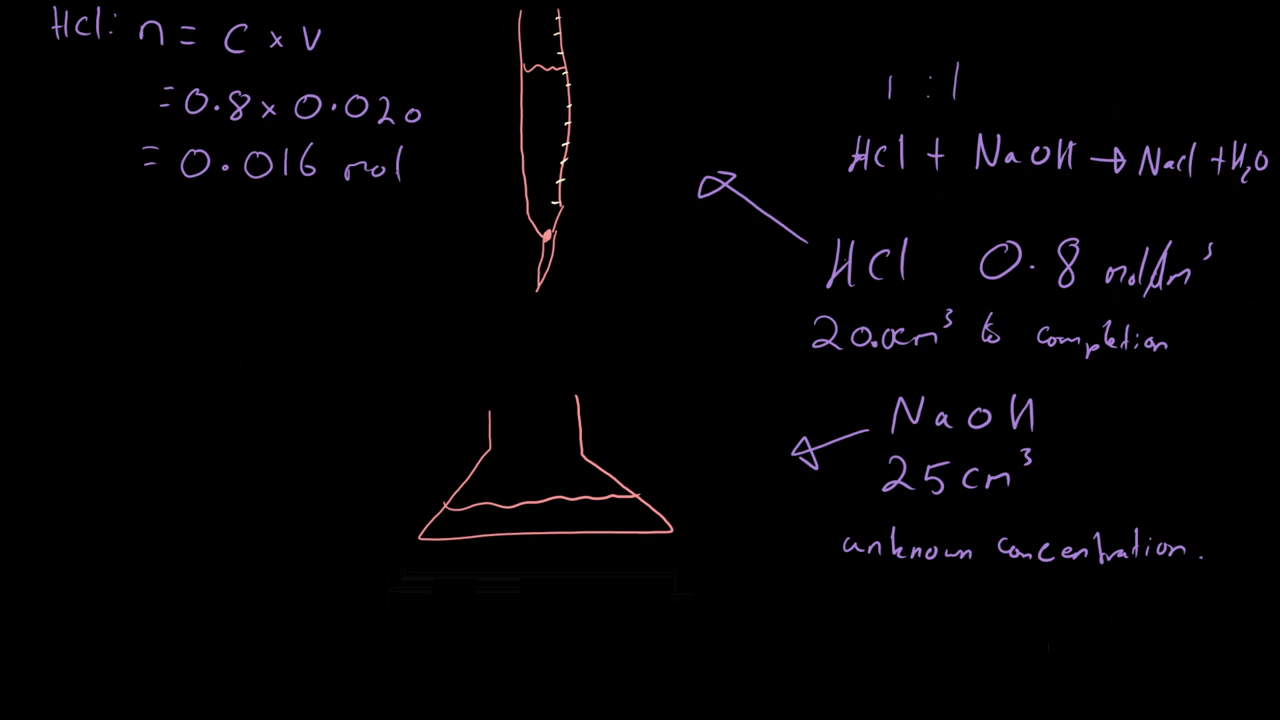 HCl: n = C × V
= 0.8 × 0.020
= 0.016 mol
1 : 1
HCl + NaOH → NaCl + H₂O
HCl 0.8 mol/dm³
20.0cm³ to completion
NaOH
25cm³
unknown concentration.